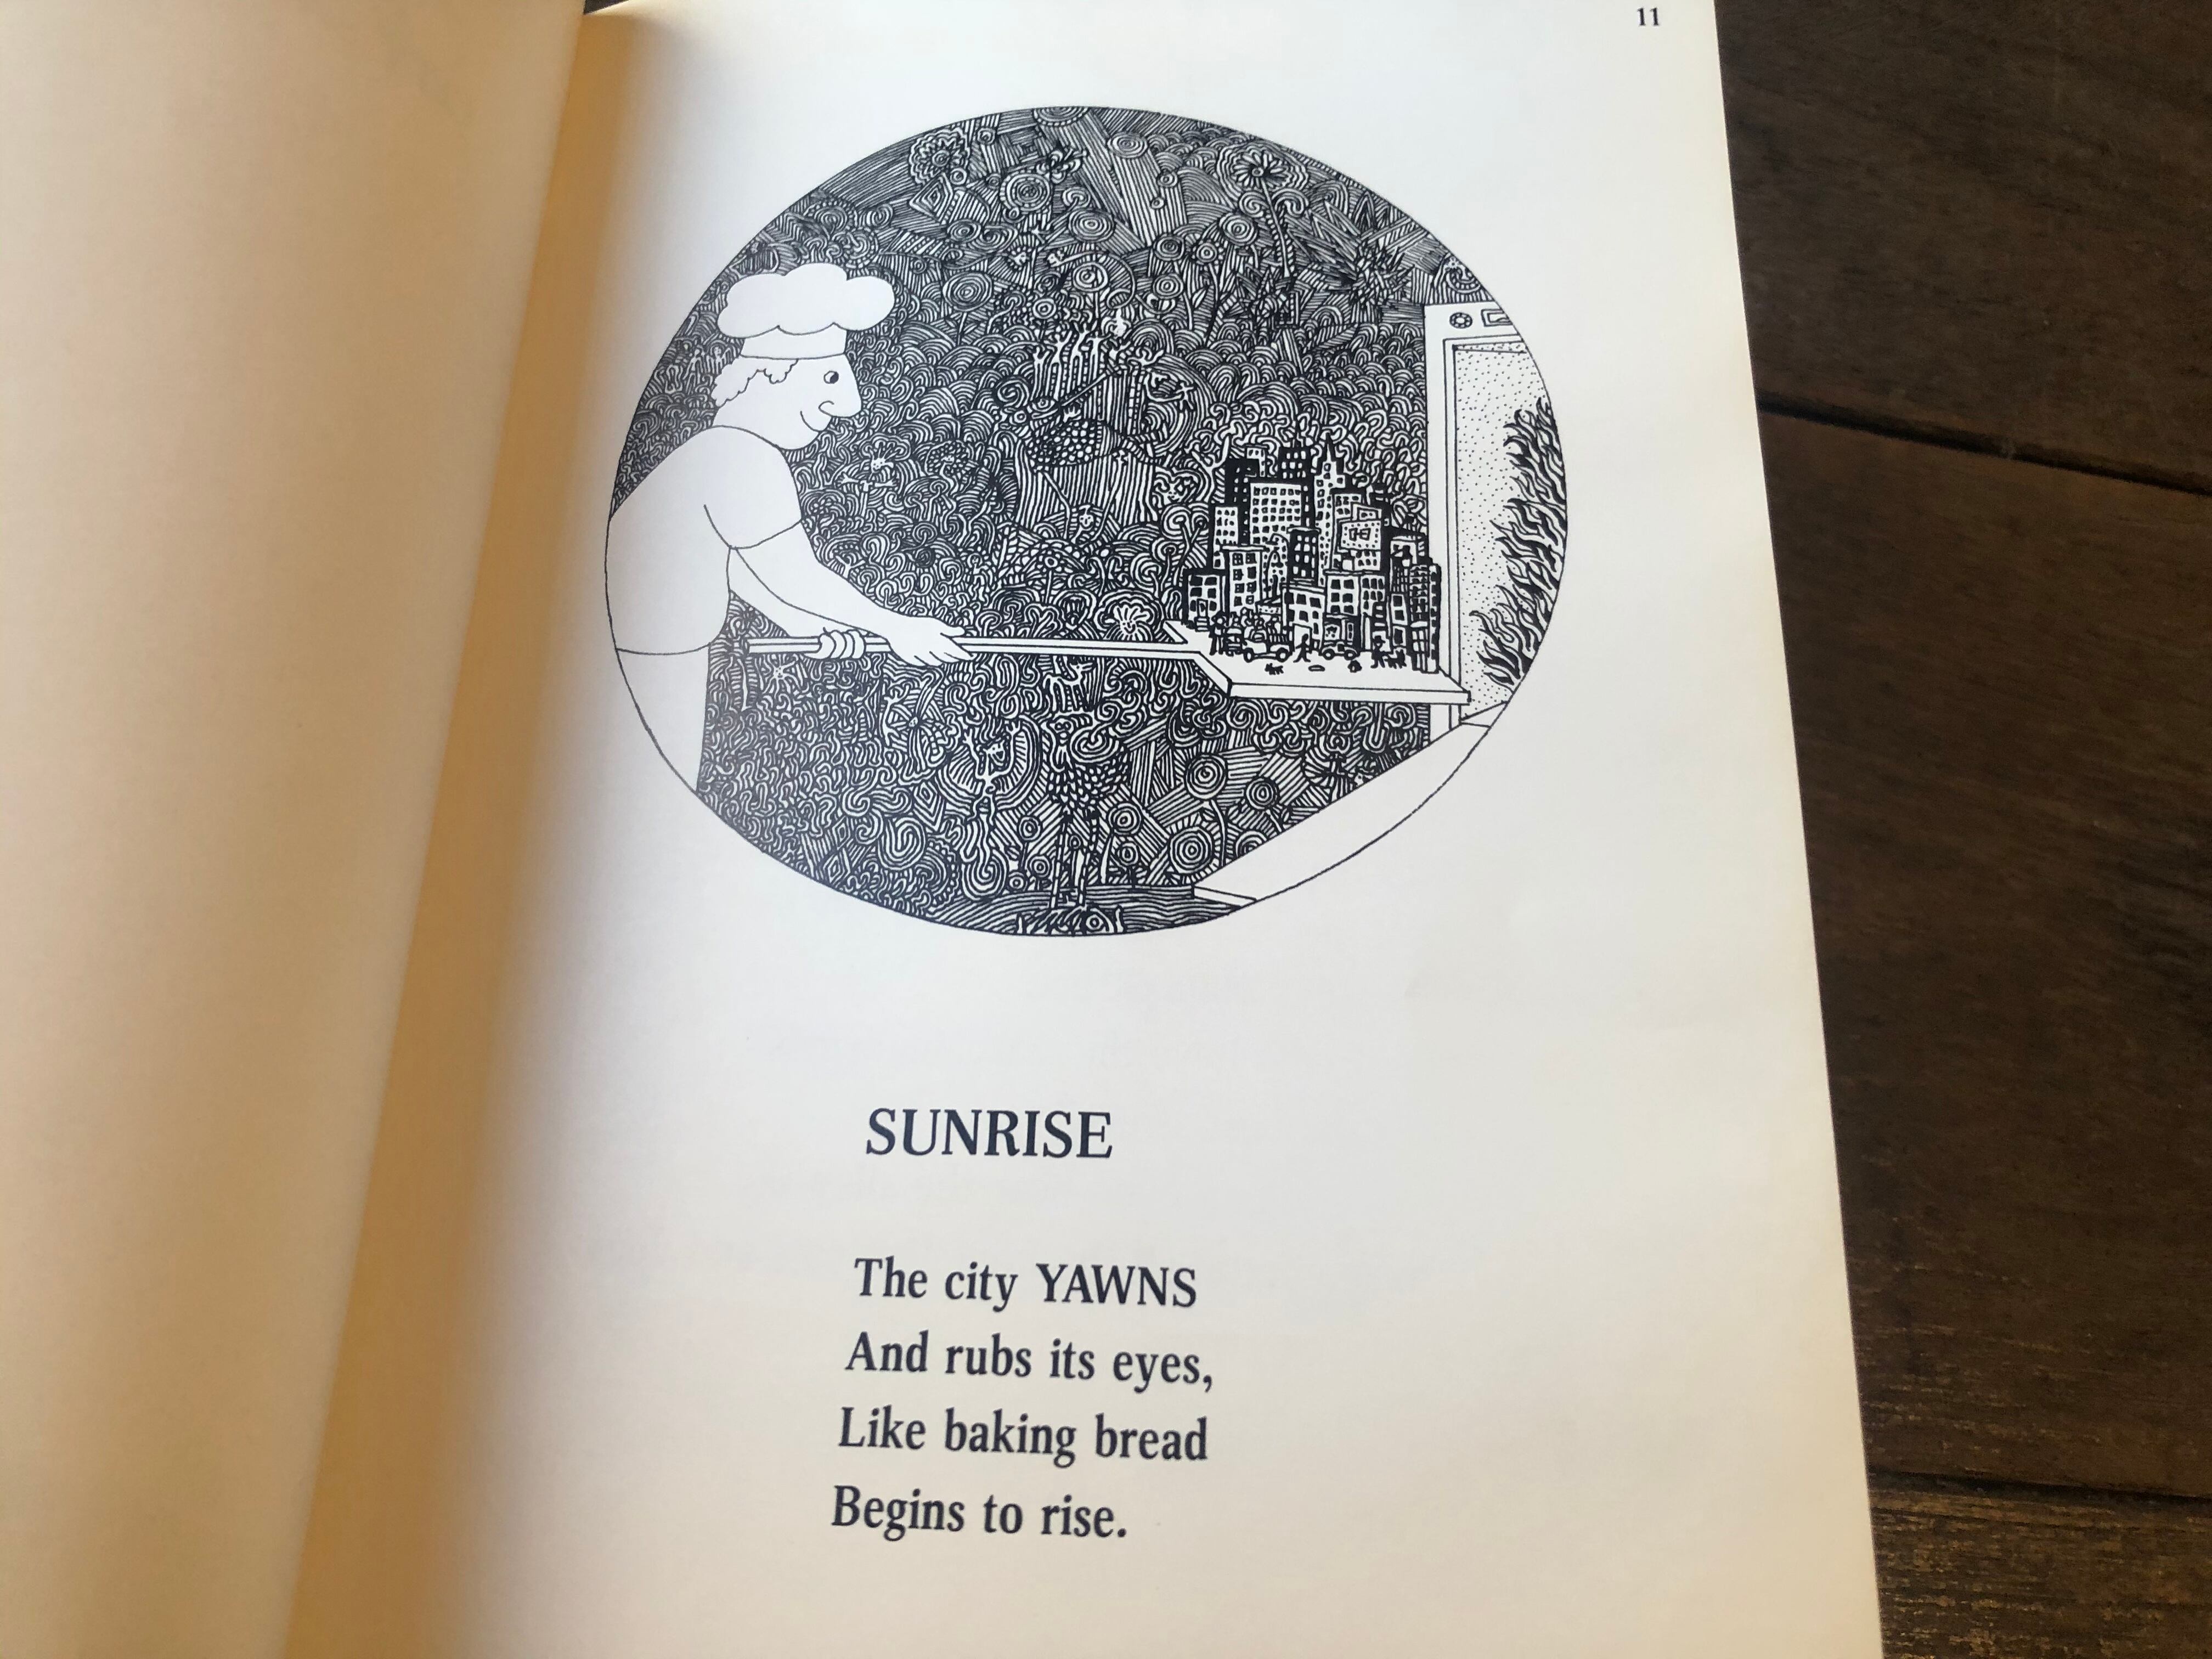 11
SUNRISE
The city YAWNS
And rubs its eyes,
Like baking bread
Begins to rise.